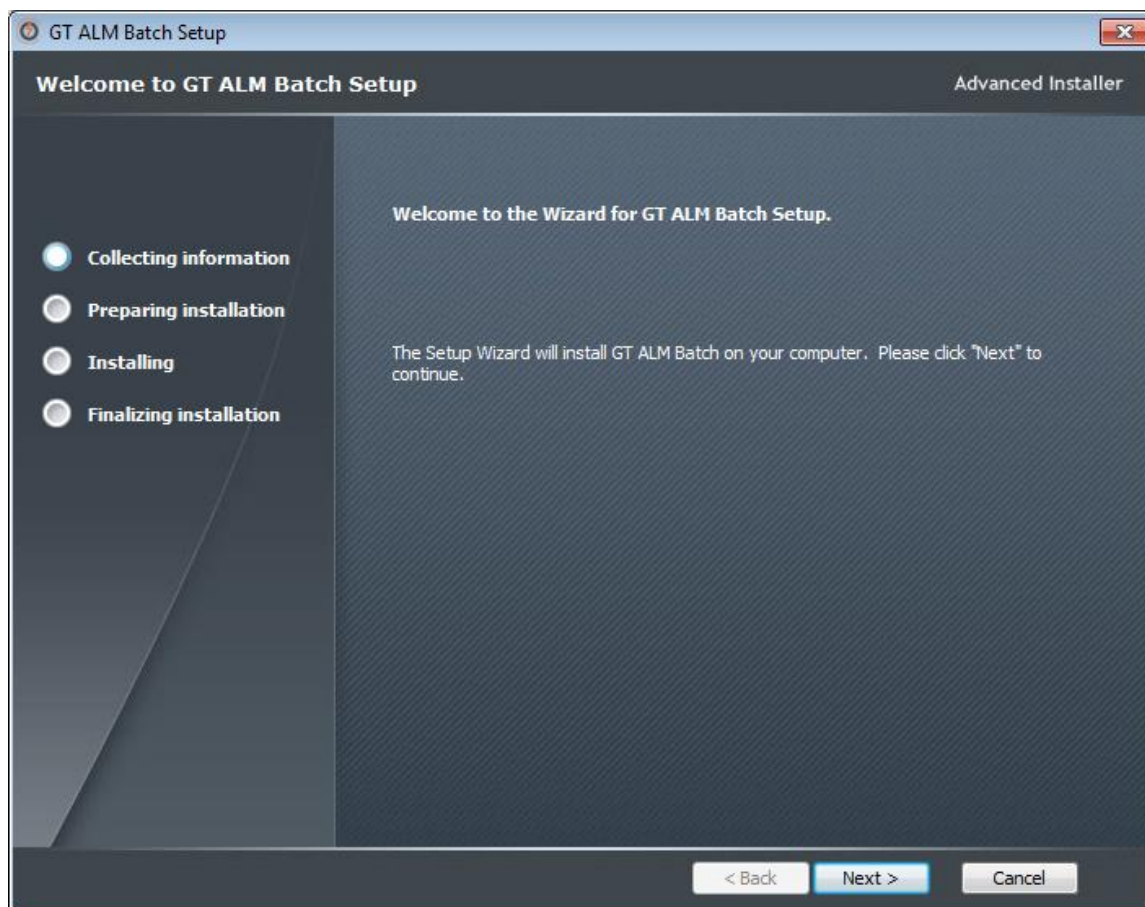 GT ALM Batch Setup
Welcome to GT ALM Batch Setup
Advanced Installer
Collecting information
Preparing installation
Installing
Finalizing installation
Welcome to the Wizard for GT ALM Batch Setup.
The Setup Wizard will install GT ALM Batch on your computer.  Please click "Next" to
continue.
< Back
Next >
Cancel